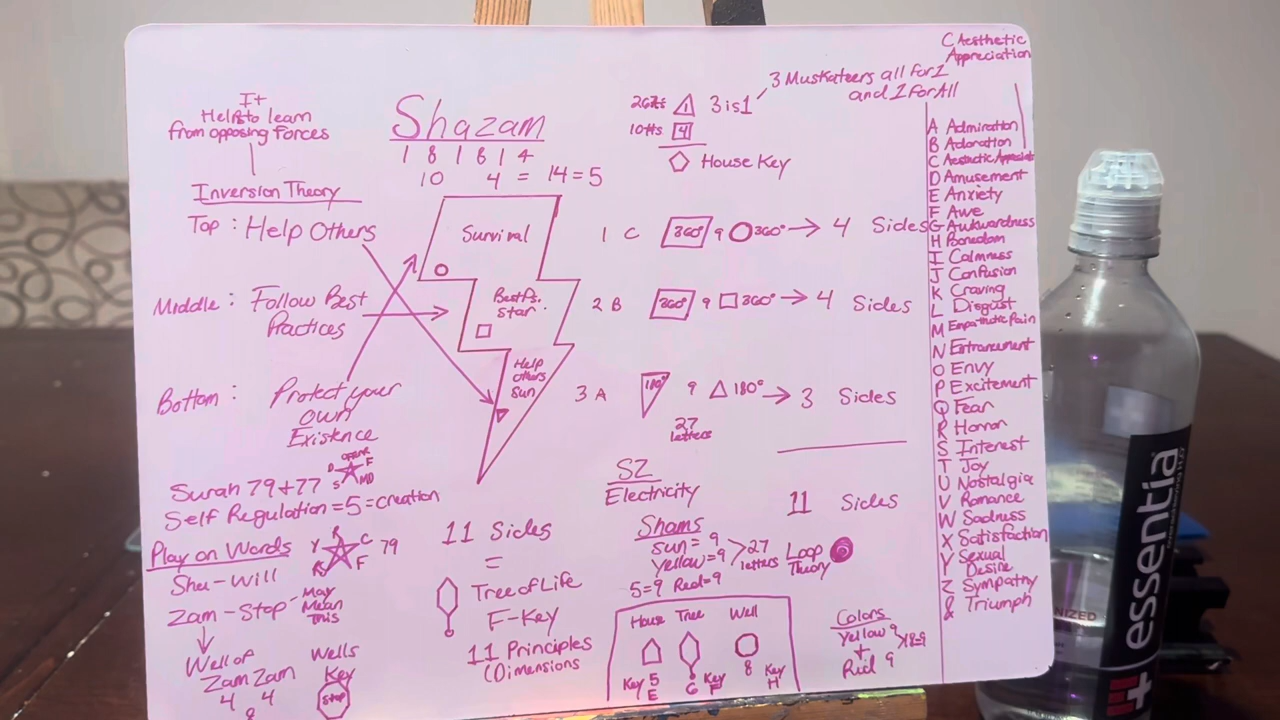 C Aesthetic
Appreciation
3 Musketeers all for 1
and 1 For All
3 is 1
1
10 4
House Key
It
Helps to learn
from opposing forces
Inversion Theory
Shazam
1 8 1 8 1 4
10 4 = 14 = 5
Top : Help Others
Middle : Follow Best
Practices
Bottom : Protect your
own
Existence
Survival
Best Ps.
Star
Help
others
Sun
1 C 360° 9 360° → 4 Sides
2 B 360° 9 360° → 4 Sides
3 A 180° 9 180° → 3 Sides
27
letters
11 Sides
Surah 79 + 77
Self Regulation = 5 = creation
Play on Words
79
Sha - Will
Zam - Stop - May
Mean
This
Well of
Zam Zam
4 4
8
Wells
Key
STOP
11 Sides
=
Tree of Life
F-Key
11 Principles
(Dimensions
SZ
Electricity
Shams
sun = 9
yellow = 9 > 27
letters
5 = 9 Red = 9
Loop
Theory
House Tree Well
Key 5
E
G Key
F
8 Key
H
Colors
Yellow 9
+
Red 9
18=9
A Admiration
B Adoration
C Aesthetic Appreciat
D Amusement
E Anxiety
F Awe
G Awkwardness
H Boredom
I Calmness
J Confusion
K Craving
L Disgust
M Empathetic Pain
N Entrancement
O Envy
P Excitement
Q Fear
R Horror
S Interest
T Joy
U Nostalgia
V Romance
W Sadness
X Satisfaction
Y Sexual
Desire
Z Sympathy
& Triumph
essentia
NIZED